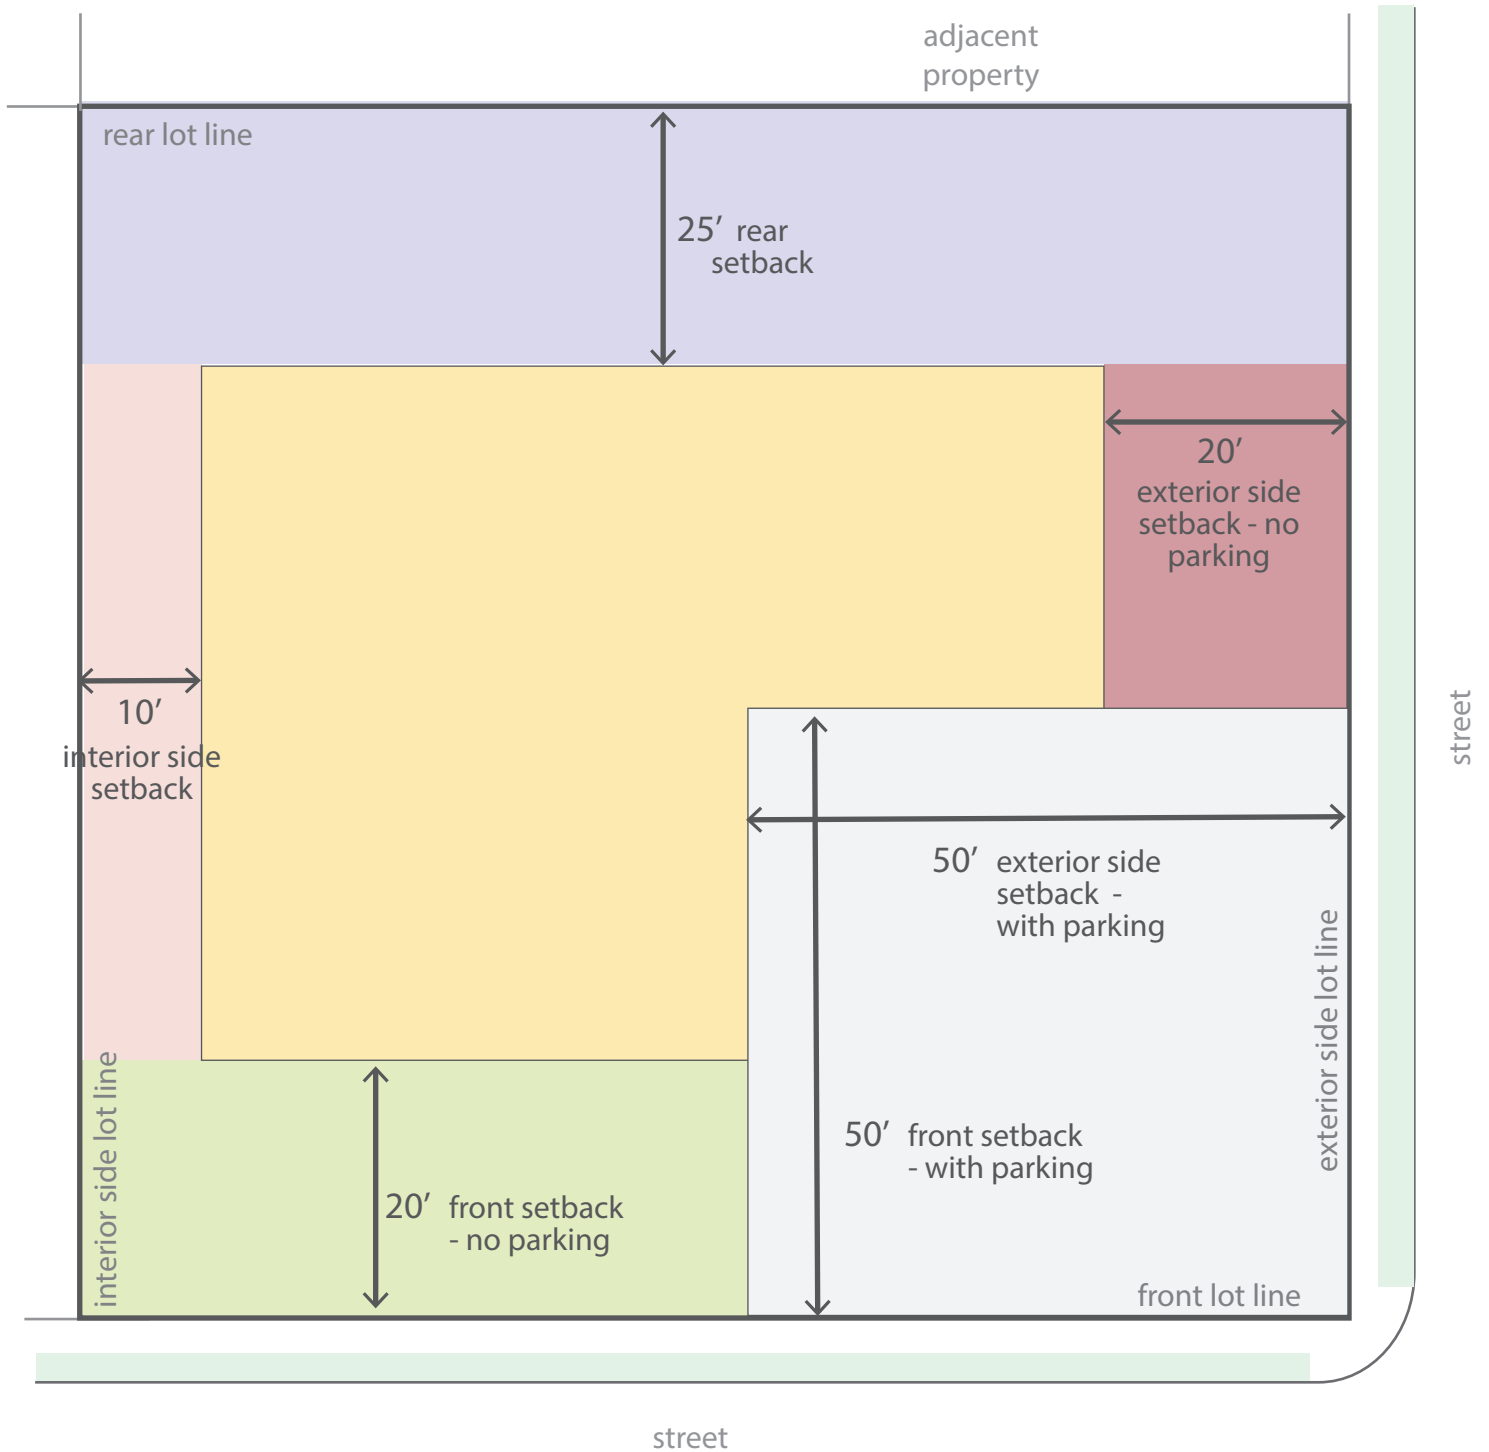 adjacent
property
rear lot line
25’ rear
setback
20’
exterior side
setback - no
parking
10’
interior side
setback
street
50’ exterior side
setback -
with parking
exterior side lot line
interior side lot line
50’ front setback
- with parking
20’ front setback
- no parking
front lot line
street